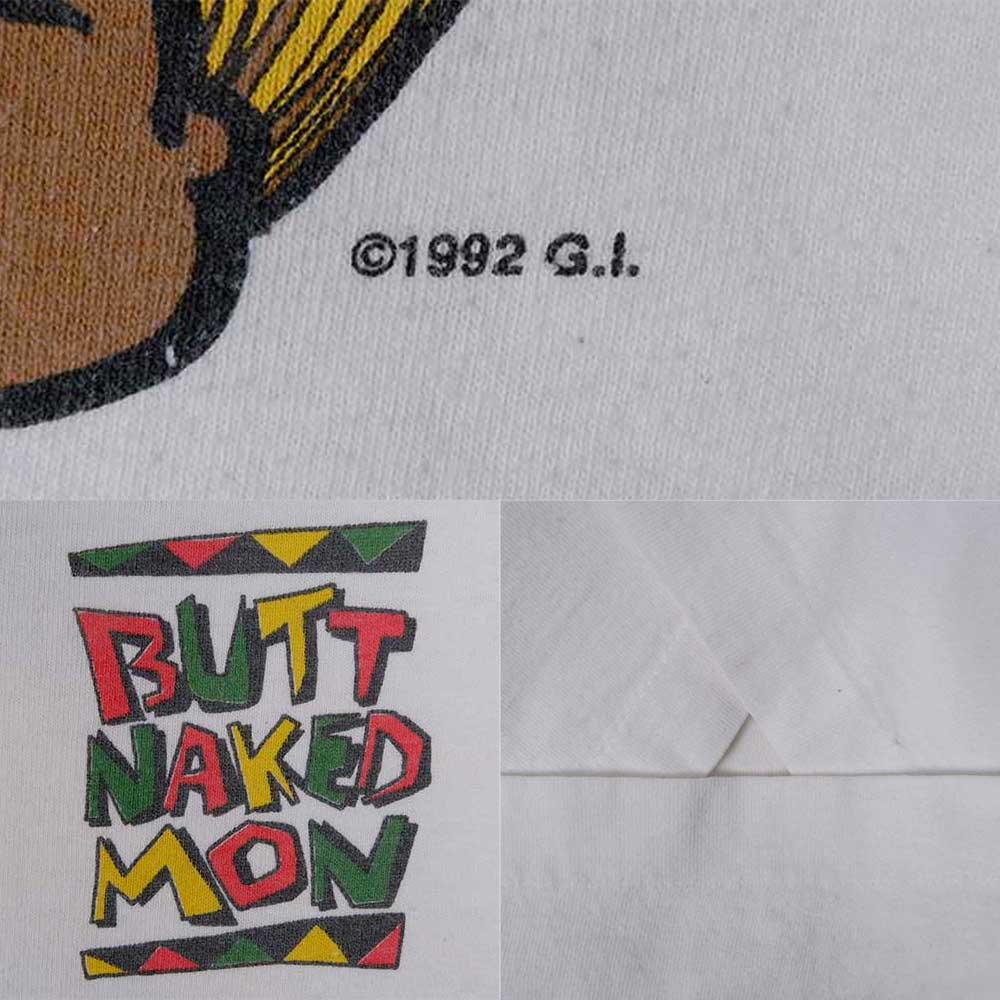 ©1992 G.I.
BUTT
NAKED
MON